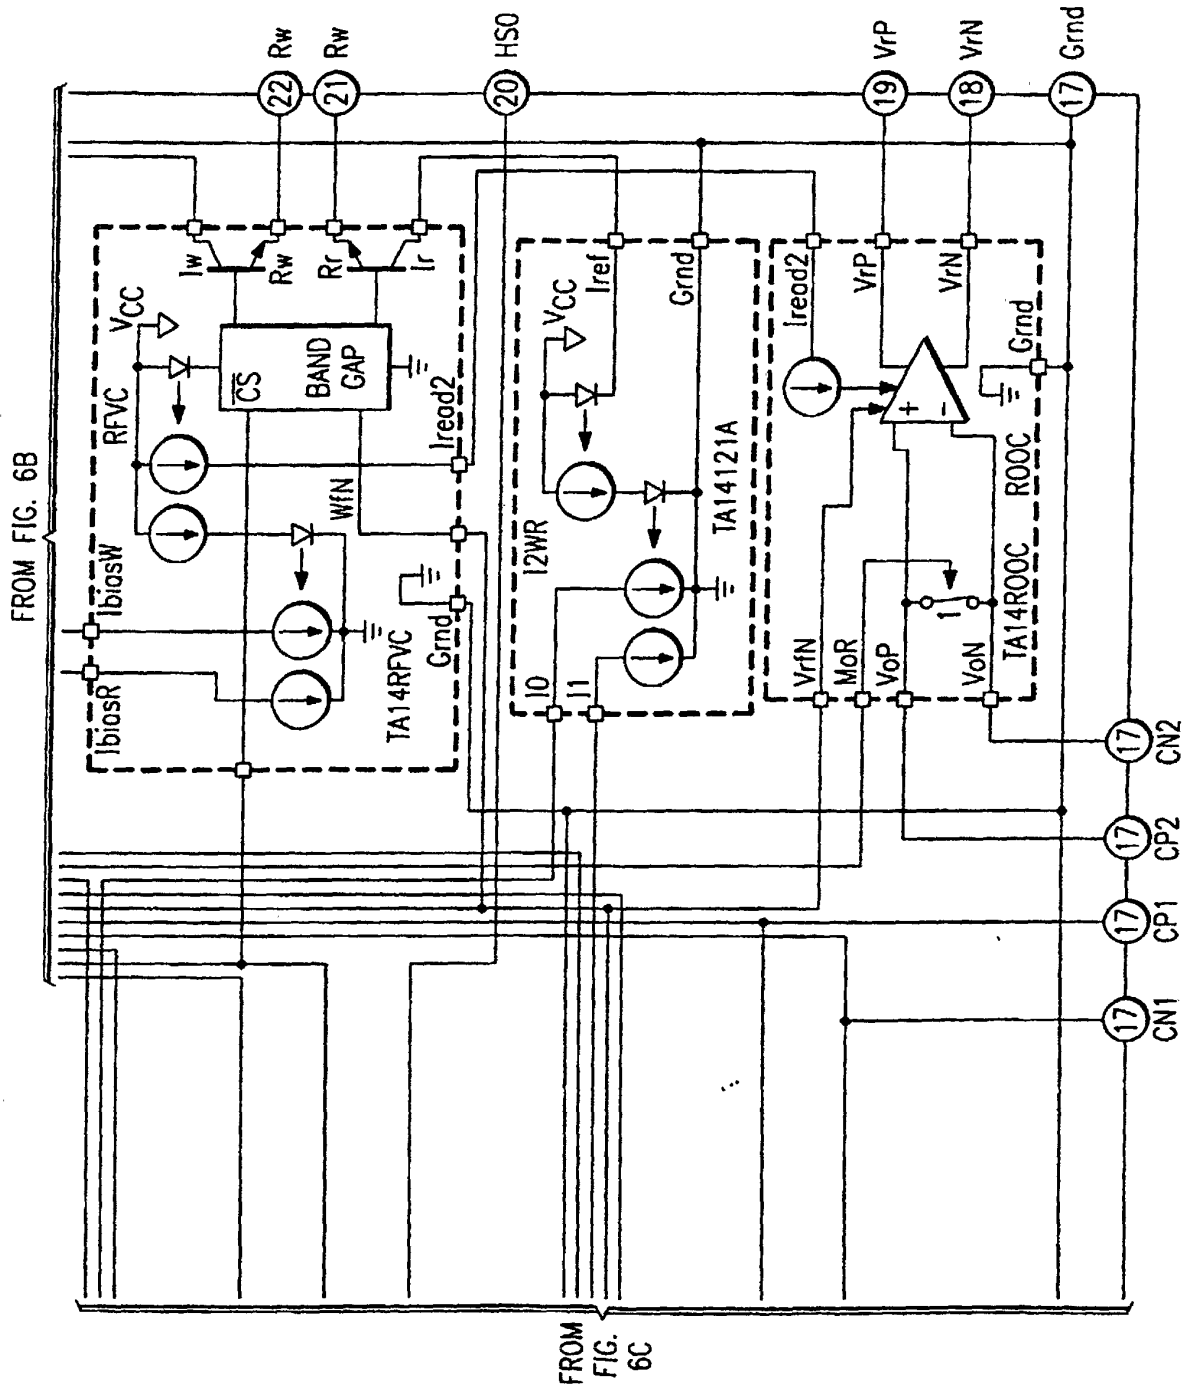 FROM FIG. 6B
22 Rw
21 Rw
20 HSO
19 VrP
18 VrN
17 Grnd
IbiasR
IbiasW
RFVC
VCC
Iw
Rw
Rr
Ir
CS
BAND
GAP
Iread2
WfN
Grnd
TA14RFVC
I2WR
VCC
Iref
Grnd
I0
I1
TA14121A
Iread2
VrP
VrN
Grnd
+
−
VrfN
MoR
VoP
VoN
1
TA14ROOC ROOC
17 CN2
17 CP2
17 CP1
17 CN1
FROM
FIG.
6C